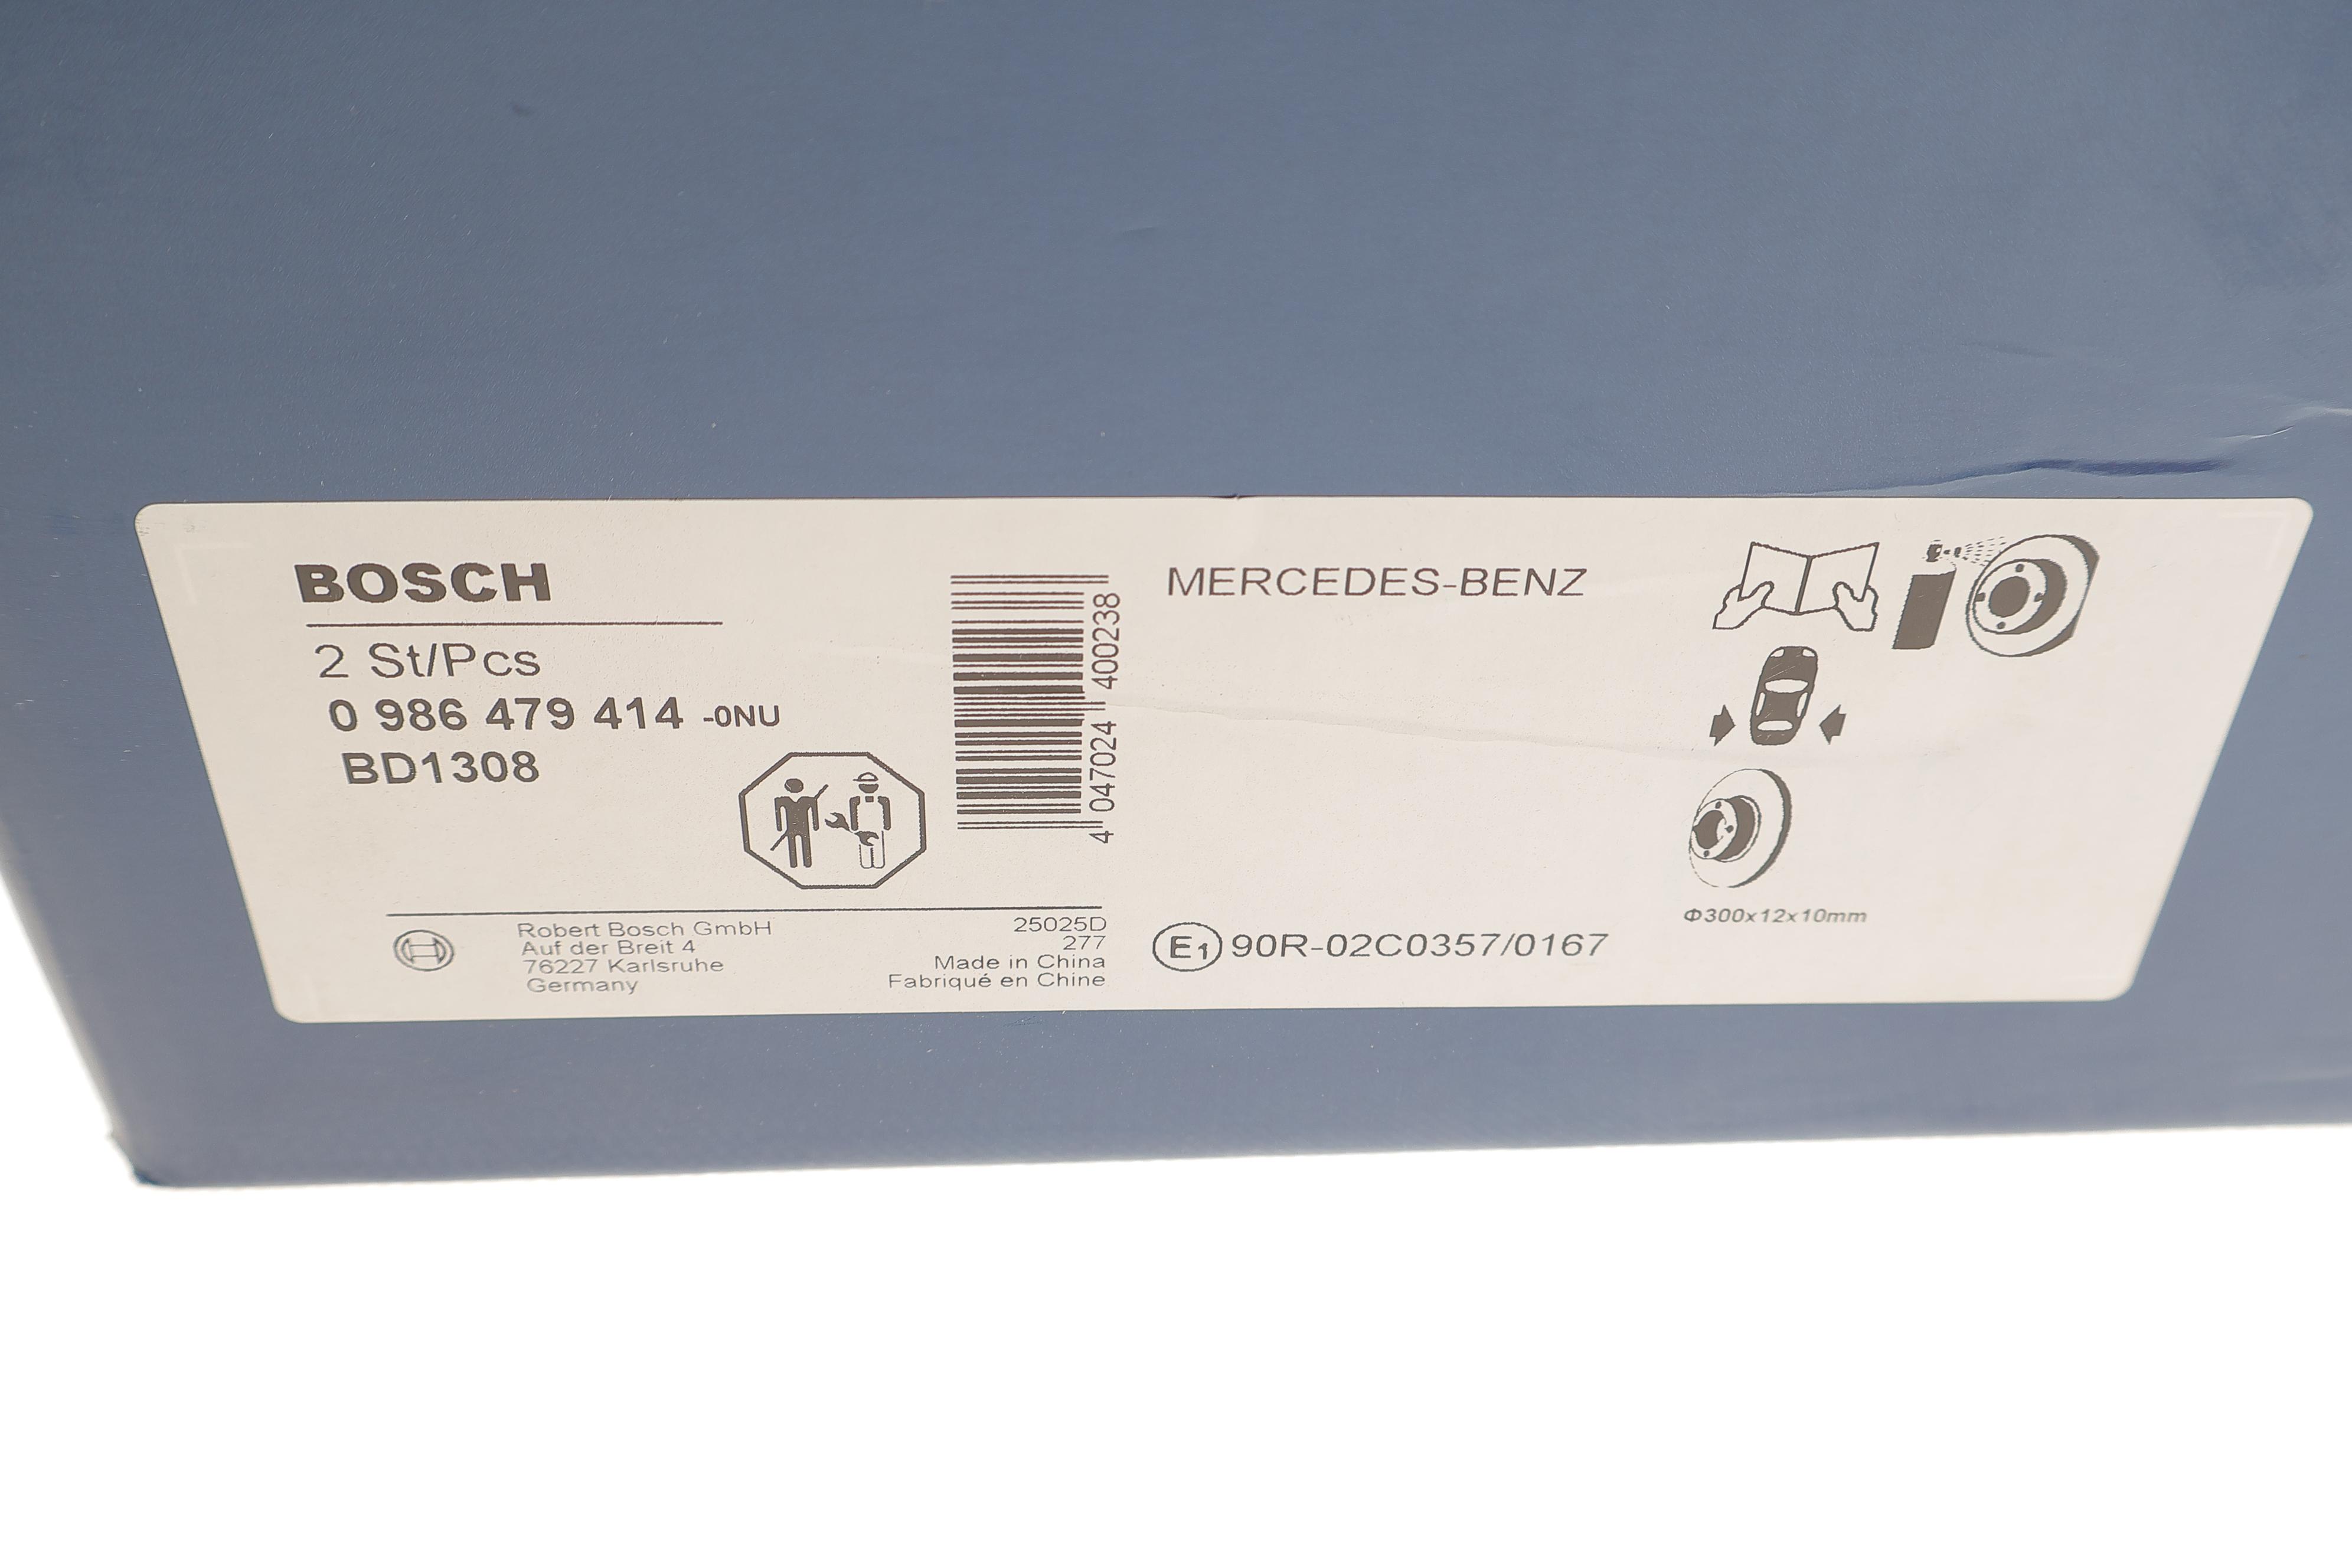 BOSCH
2 St/Pcs
0 986 479 414 -0NU
BD1308
4 047024 400238
Robert Bosch GmbH
Auf der Breit 4
76227 Karlsruhe
Germany
25025D
277
Made in China
Fabriqué en Chine
MERCEDES-BENZ
E1 90R-02C0357/0167
Φ300x12x10mm